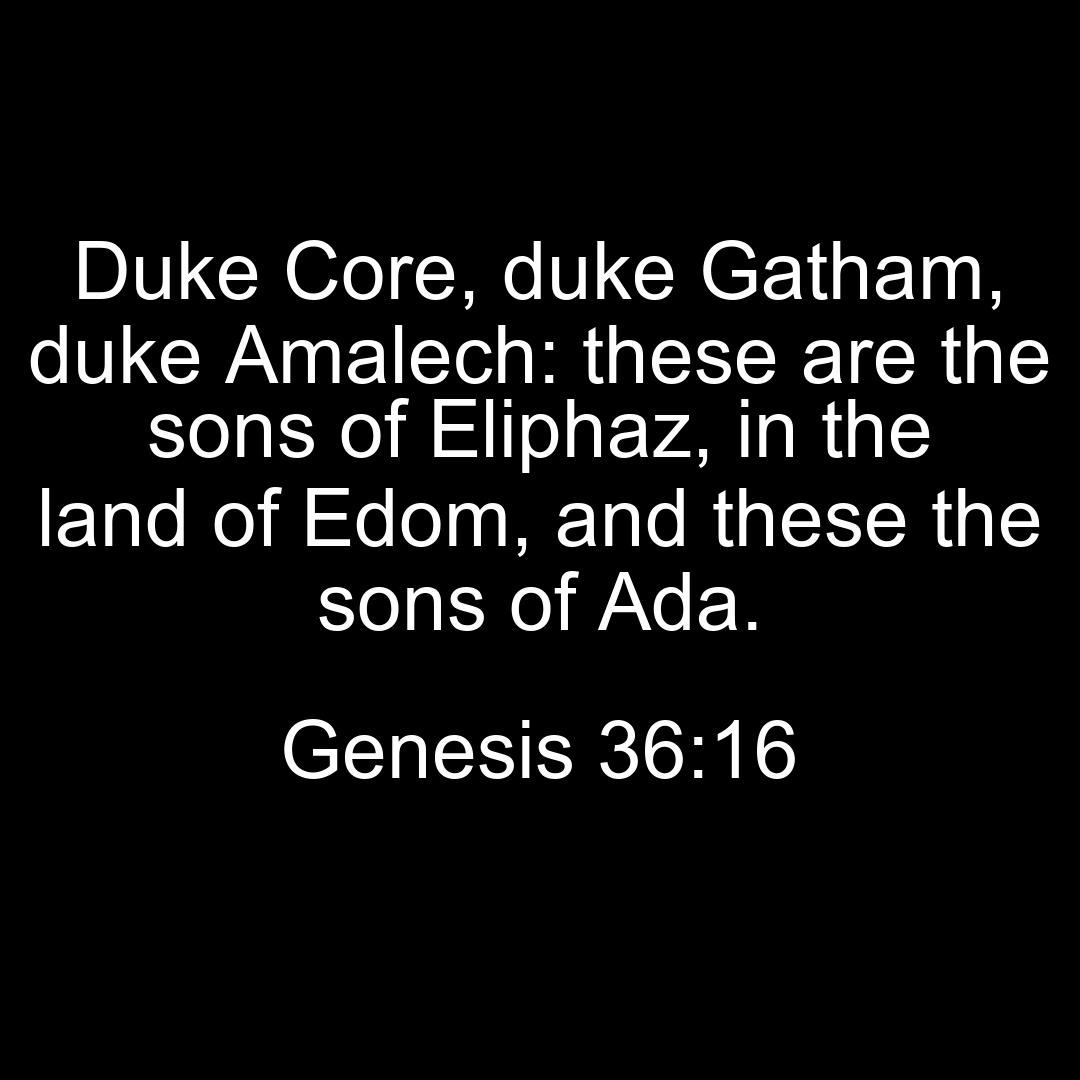 Duke Core, duke Gatham,
duke Amalech: these are the
sons of Eliphaz, in the
land of Edom, and these the
sons of Ada.
Genesis 36:16